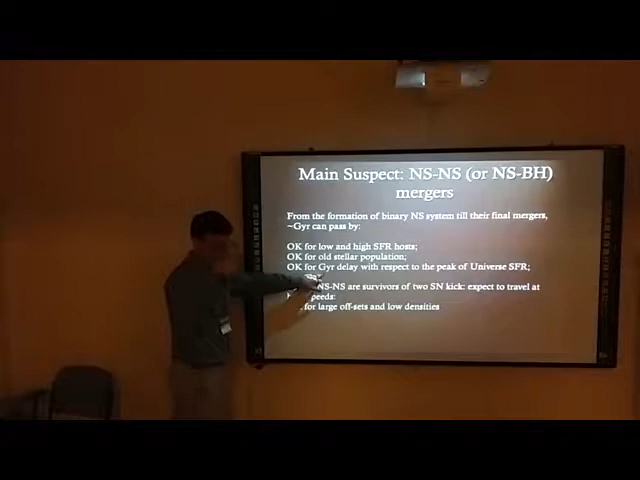 Main Suspect: NS-NS (or NS-BH)
mergers
From the formation of binary NS system till their final mergers,
~Gyr can pass by:
OK for low and high SFR hosts;
OK for old stellar population;
OK for Gyr delay with respect to the peak of Universe SFR;
NS-NS are survivors of two SN kick: expect to travel at
speeds:
for large off-sets and low densities